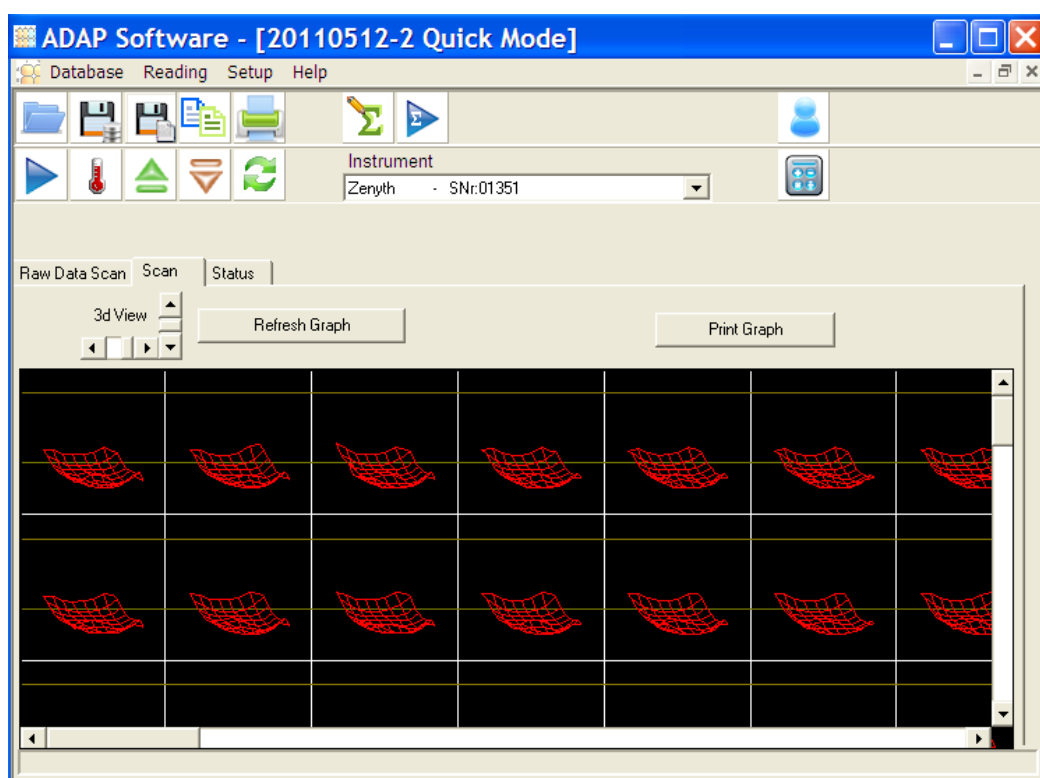 ADAP Software - [20110512-2 Quick Mode]
Database Reading Setup Help
Σ Σ
Instrument
Zenyth - SNr:01351
Raw Data Scan Scan Status
3d View Refresh Graph Print Graph